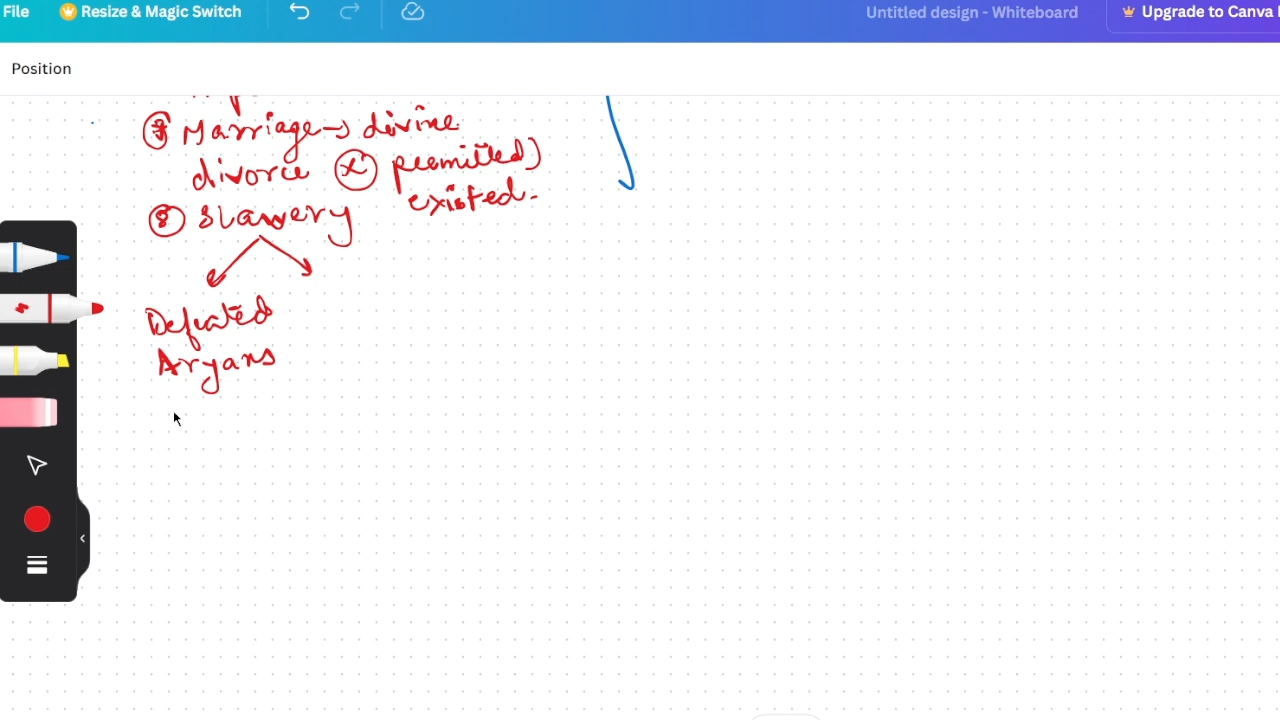 File Resize & Magic Switch Untitled design - Whiteboard Upgrade to Canva
Position
⑦ Marriage → divine
divorce ⓧ permitted)
existed.
⑧ Slavery
Defeated
Aryans